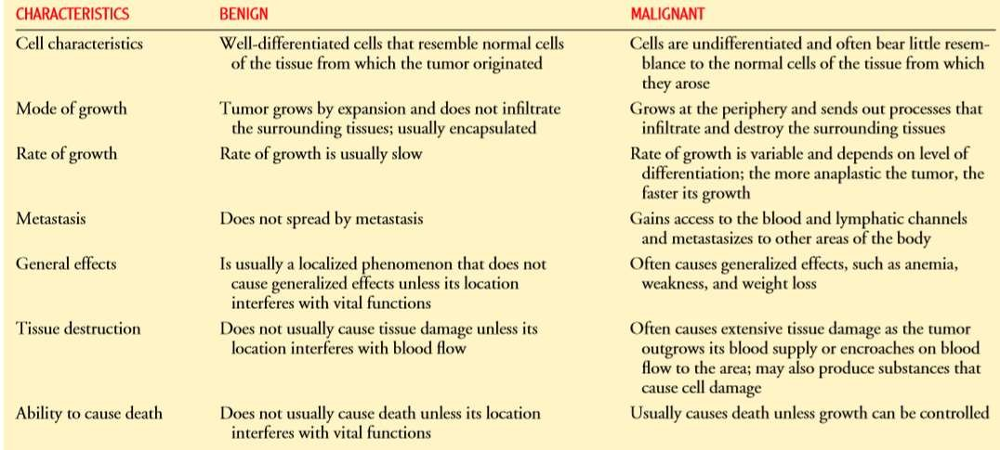 CHARACTERISTICS BENIGN MALIGNANT
Cell characteristics Well-differentiated cells that resemble normal cells Cells are undifferentiated and often bear little resem-
of the tissue from which the tumor originated blance to the normal cells of the tissue from which
they arose
Mode of growth Tumor grows by expansion and does not infiltrate Grows at the periphery and sends out processes that
the surrounding tissues; usually encapsulated infiltrate and destroy the surrounding tissues
Rate of growth Rate of growth is usually slow Rate of growth is variable and depends on level of
differentiation; the more anaplastic the tumor, the
faster its growth
Metastasis Does not spread by metastasis Gains access to the blood and lymphatic channels
and metastasizes to other areas of the body
General effects Is usually a localized phenomenon that does not Often causes generalized effects, such as anemia,
cause generalized effects unless its location weakness, and weight loss
interferes with vital functions
Tissue destruction Does not usually cause tissue damage unless its Often causes extensive tissue damage as the tumor
location interferes with blood flow outgrows its blood supply or encroaches on blood
flow to the area; may also produce substances that
cause cell damage
Ability to cause death Does not usually cause death unless its location Usually causes death unless growth can be controlled
interferes with vital functions